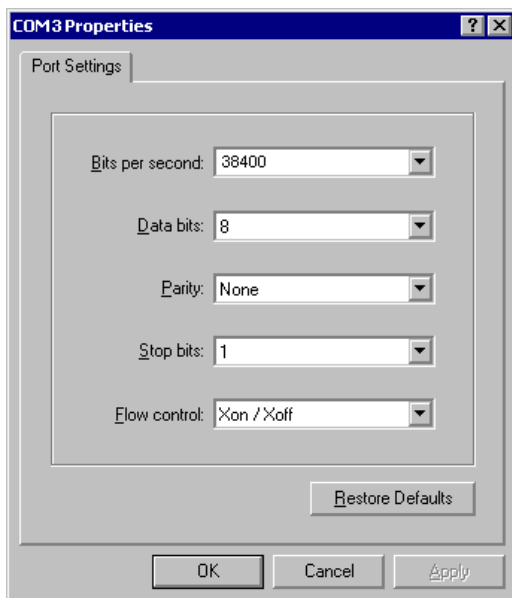 COM3 Properties
Port Settings
Bits per second: 38400
Data bits: 8
Parity: None
Stop bits: 1
Flow control: Xon / Xoff
Restore Defaults
OK Cancel Apply